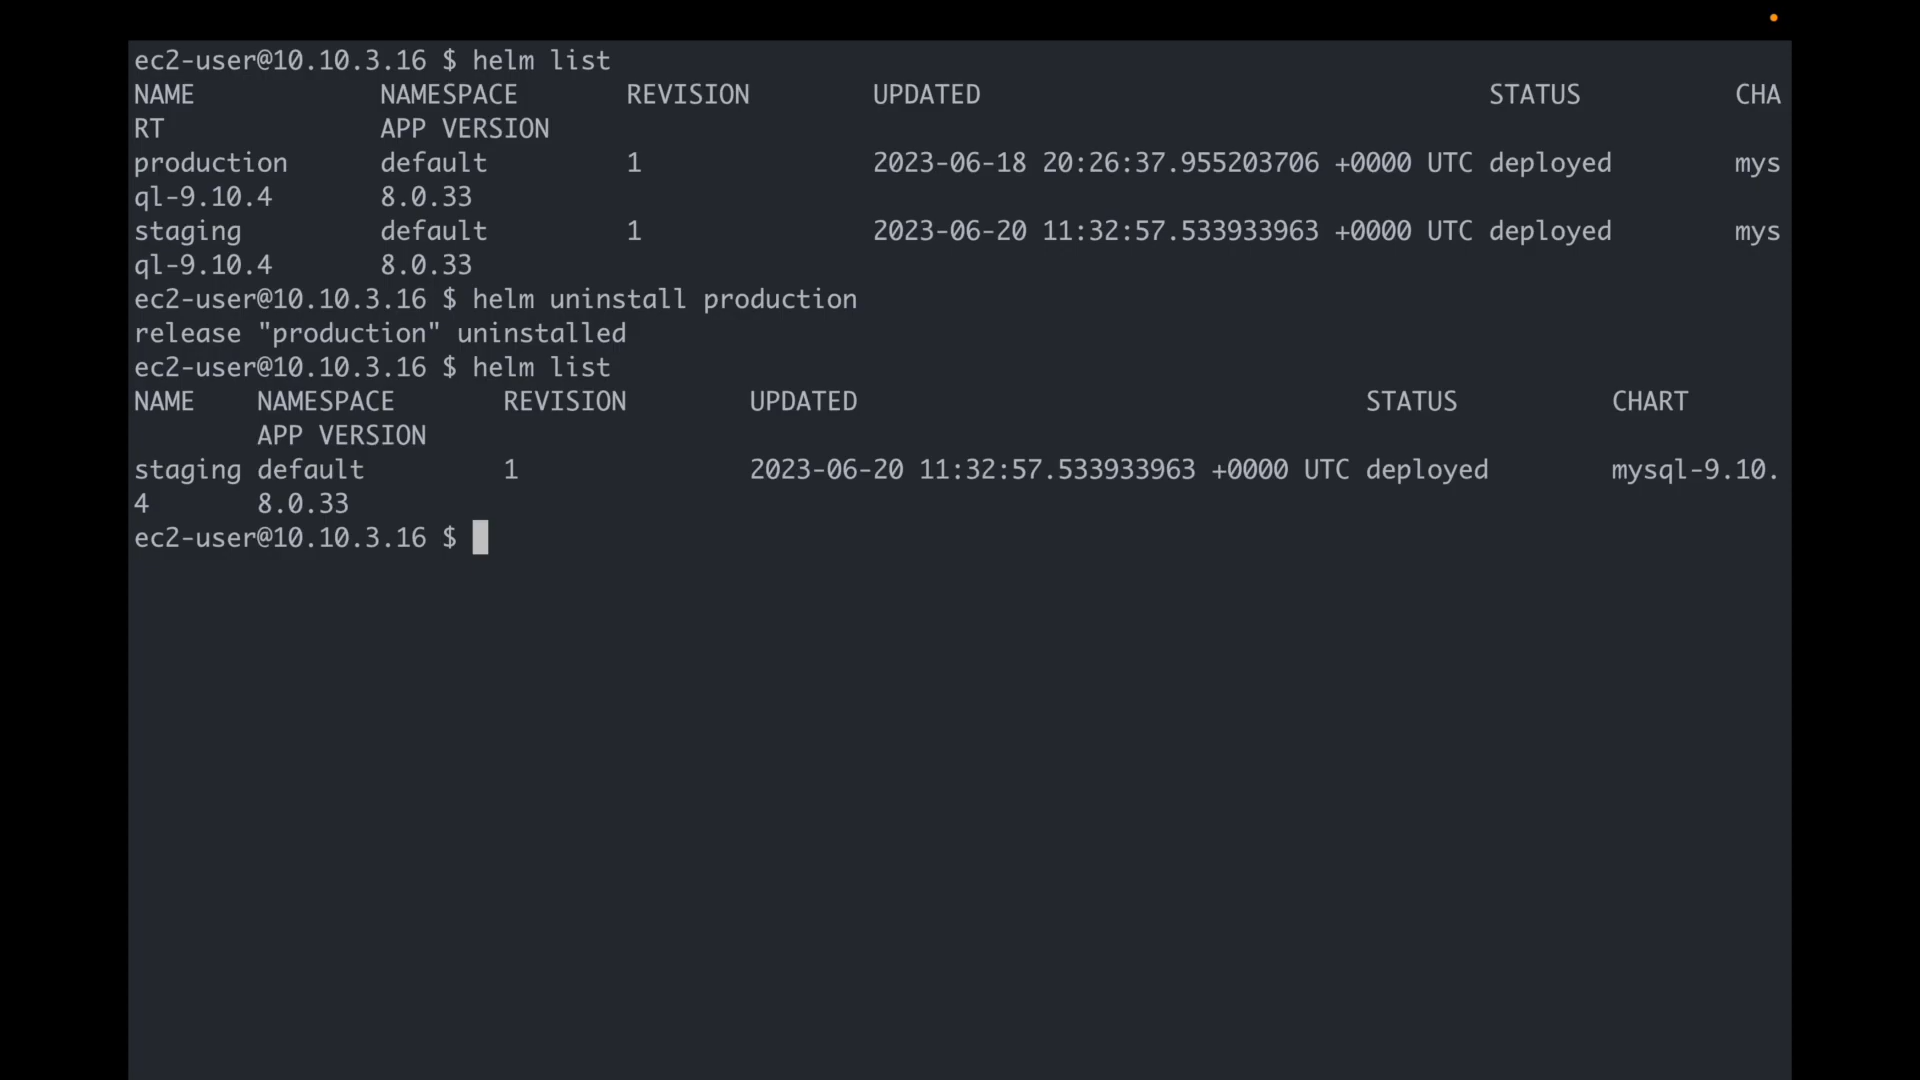 ec2-user@10.10.3.16 $ helm list
NAME NAMESPACE REVISION UPDATED STATUS CHA
RT APP VERSION
production default 1 2023-06-18 20:26:37.955203706 +0000 UTC deployed mys
ql-9.10.4 8.0.33
staging default 1 2023-06-20 11:32:57.533933963 +0000 UTC deployed mys
ql-9.10.4 8.0.33
ec2-user@10.10.3.16 $ helm uninstall production
release "production" uninstalled
ec2-user@10.10.3.16 $ helm list
NAME NAMESPACE REVISION UPDATED STATUS CHART
APP VERSION
staging default 1 2023-06-20 11:32:57.533933963 +0000 UTC deployed mysql-9.10.
4 8.0.33
ec2-user@10.10.3.16 $